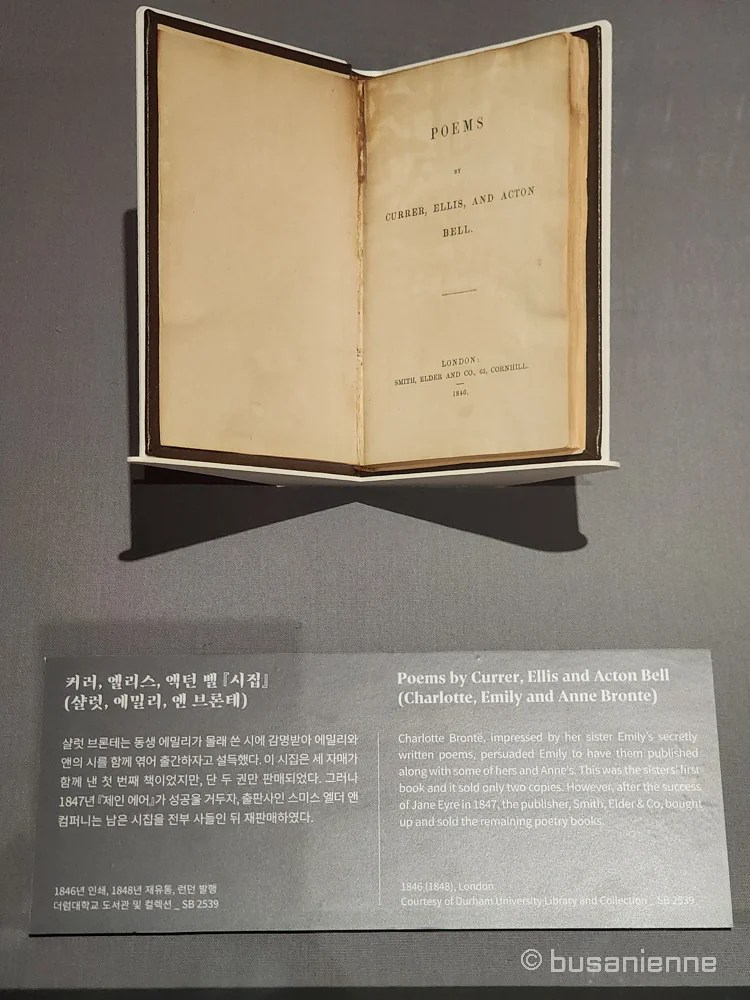 POEMS
BY
CURRER, ELLIS, AND ACTON
BELL.
LONDON:
SMITH, ELDER AND CO., 65, CORNHILL.
1846.
커러, 엘리스, 액턴 벨 『시집』
(샬럿, 에밀리, 앤 브론테)
샬럿 브론테는 동생 에밀리가 몰래 쓴 시에 감명받아 에밀리와
앤의 시를 함께 엮어 출간하자고 설득했다. 이 시집은 세 자매가
함께 낸 첫 번째 책이었지만, 단 두 권만 판매되었다. 그러나
1847년 『제인 에어』가 성공을 거두자, 출판사인 스미스 엘더 앤
컴퍼니는 남은 시집을 전부 사들인 뒤 재판매하였다.
1846년 인쇄, 1848년 재유통, 런던 발행
더럼대학교 도서관 및 컬렉션 _ SB 2539
Poems by Currer, Ellis and Acton Bell
(Charlotte, Emily and Anne Bronte)
Charlotte Brontë, impressed by her sister Emily's secretly
written poems, persuaded Emily to have them published
along with some of hers and Anne's. This was the sisters' first
book and it sold only two copies. However, after the success
of Jane Eyre in 1847, the publisher, Smith, Elder & Co, bought
up and sold the remaining poetry books.
1846 (1848), London
Courtesy of Durham University Library and Collection _ SB 2539
© busanienne